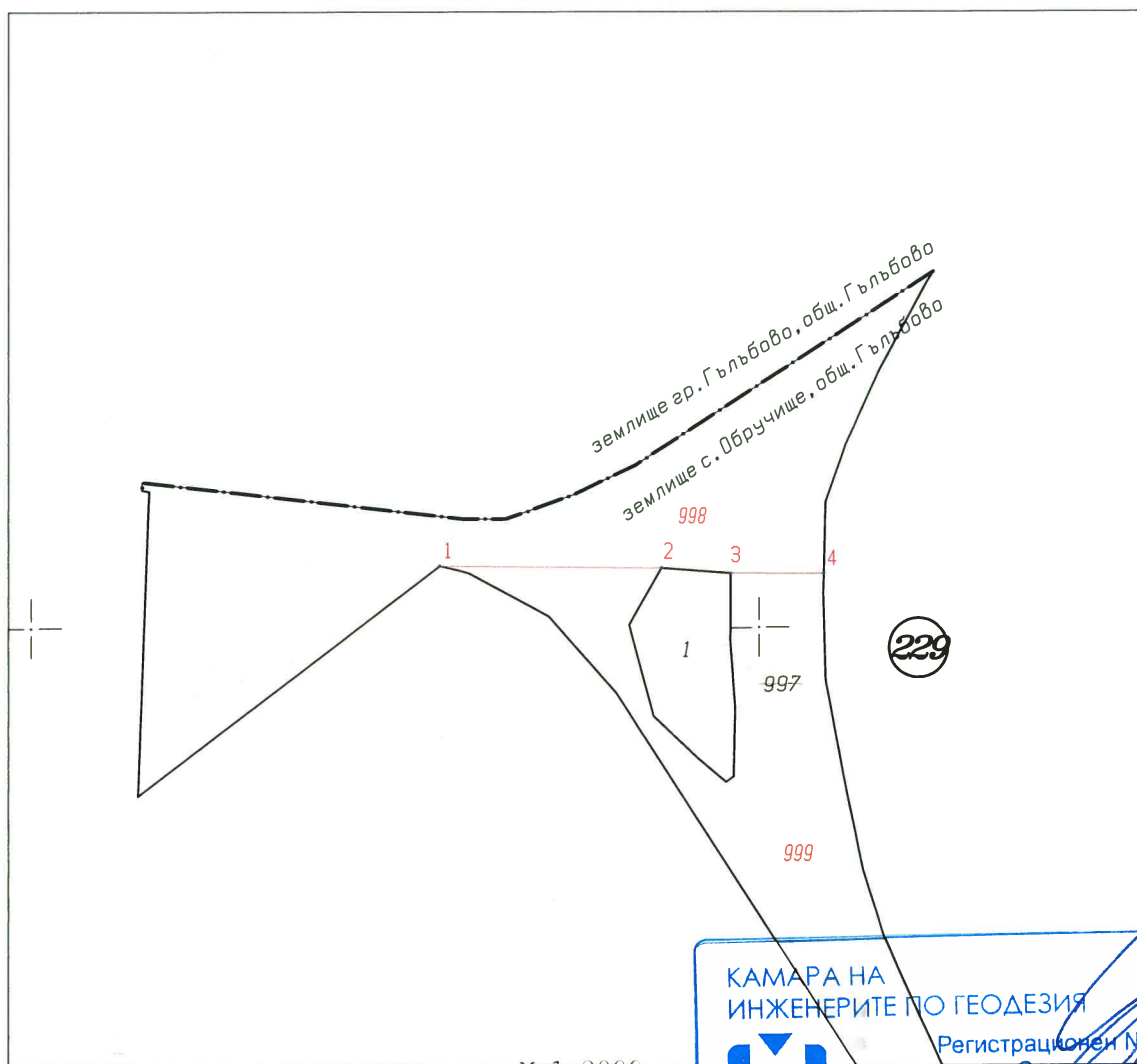 землище гр. Гълъбово, общ. Гълъбово
землище с. Обручище, общ. Гълъбово
998
1
2
3
4
1
229
997
999
КАМАРА НА
ИНЖЕНЕРИТЕ ПО ГЕОДЕЗИЯ
Регистрационен N